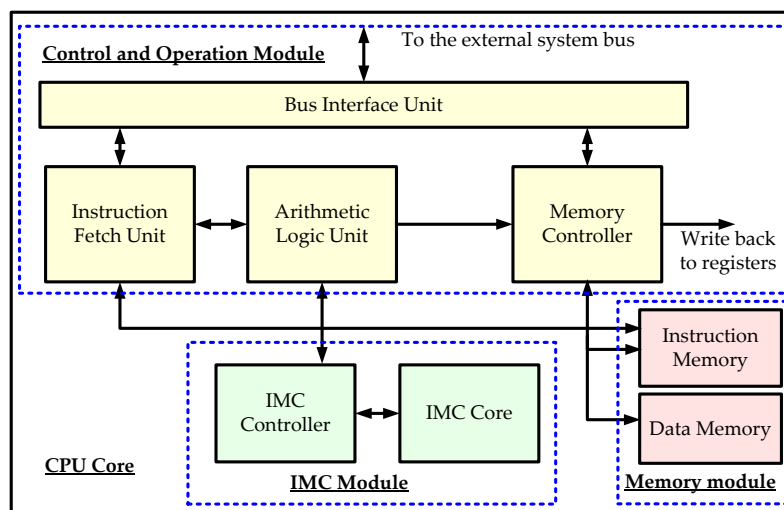 To the external system bus
Control and Operation Module
Bus Interface Unit
Instruction
Fetch Unit
Arithmetic
Logic Unit
Memory
Controller
Write back
to registers
Instruction
Memory
IMC
Controller
IMC Core
Data Memory
CPU Core
IMC Module
Memory module